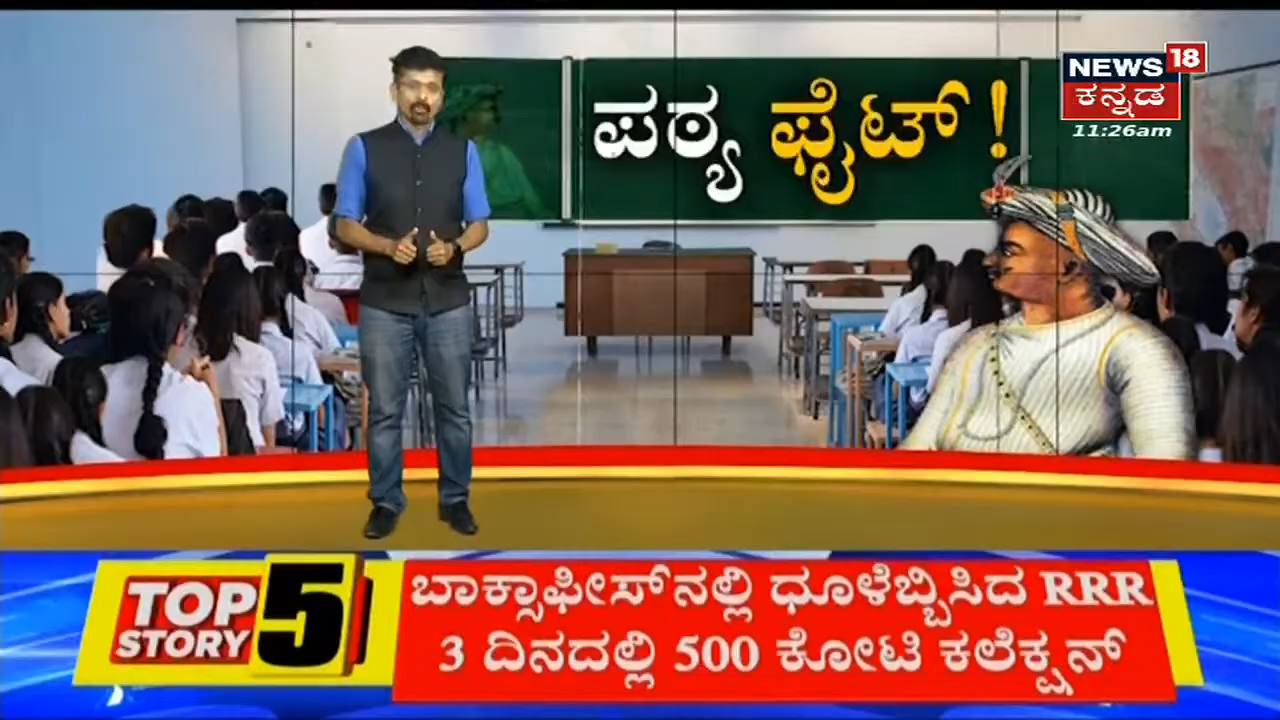 ಪಠ್ಯ ಫೈಟ್ !
NEWS 18
ಕನ್ನಡ
11:26am
TOP 5
STORY
ಬಾಕ್ಸಾಫೀಸ್‌ನಲ್ಲಿ ಧೂಳೆಬ್ಬಿಸಿದ RRR
3 ದಿನದಲ್ಲಿ 500 ಕೋಟಿ ಕಲೆಕ್ಷನ್